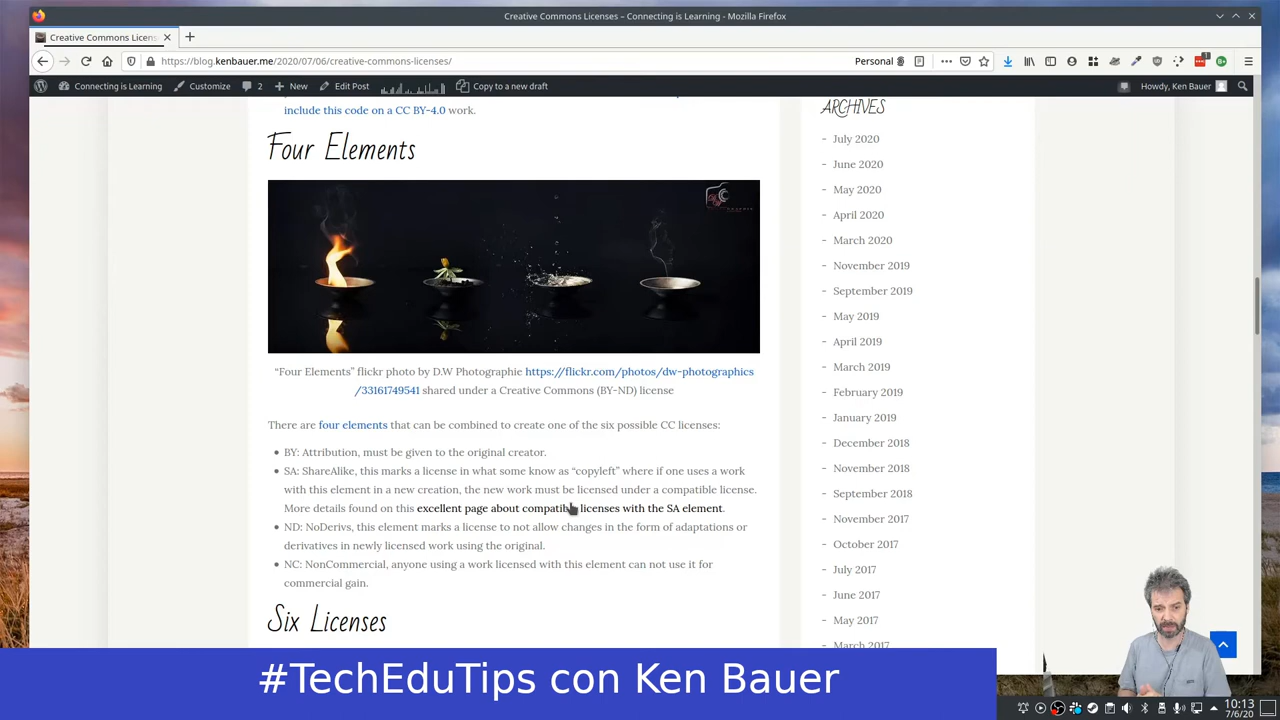 Creative Commons Licenses – Connecting is Learning - Mozilla Firefox
Creative Commons Licens
https://blog.kenbauer.me/2020/07/06/creative-commons-licenses/
Personal
1
Connecting is Learning
Customize
2
New
Edit Post
Copy to a new draft
Howdy, Ken Bauer
include this code on a CC BY-4.0 work.
Four Elements
“Four Elements” flickr photo by D.W Photographie https://flickr.com/photos/dw-photographics
/33161749541 shared under a Creative Commons (BY-ND) license
There are four elements that can be combined to create one of the six possible CC licenses:
BY: Attribution, must be given to the original creator.
SA: ShareAlike, this marks a license in what some know as “copyleft” where if one uses a work
with this element in a new creation, the new work must be licensed under a compatible license.
More details found on this excellent page about compatible licenses with the SA element.
ND: NoDerivs, this element marks a license to not allow changes in the form of adaptations or
derivatives in newly licensed work using the original.
NC: NonCommercial, anyone using a work licensed with this element can not use it for
commercial gain.
Six Licenses
ARCHIVES
- July 2020
- June 2020
- May 2020
- April 2020
- March 2020
- November 2019
- September 2019
- May 2019
- April 2019
- March 2019
- February 2019
- January 2019
- December 2018
- November 2018
- September 2018
- November 2017
- October 2017
- July 2017
- June 2017
- May 2017
- March 2017
#TechEduTips con Ken Bauer
10:13
7/6/20